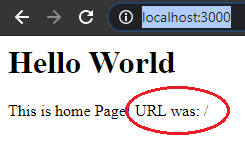 localhost:3000
Hello World
This is home Page! URL was: /